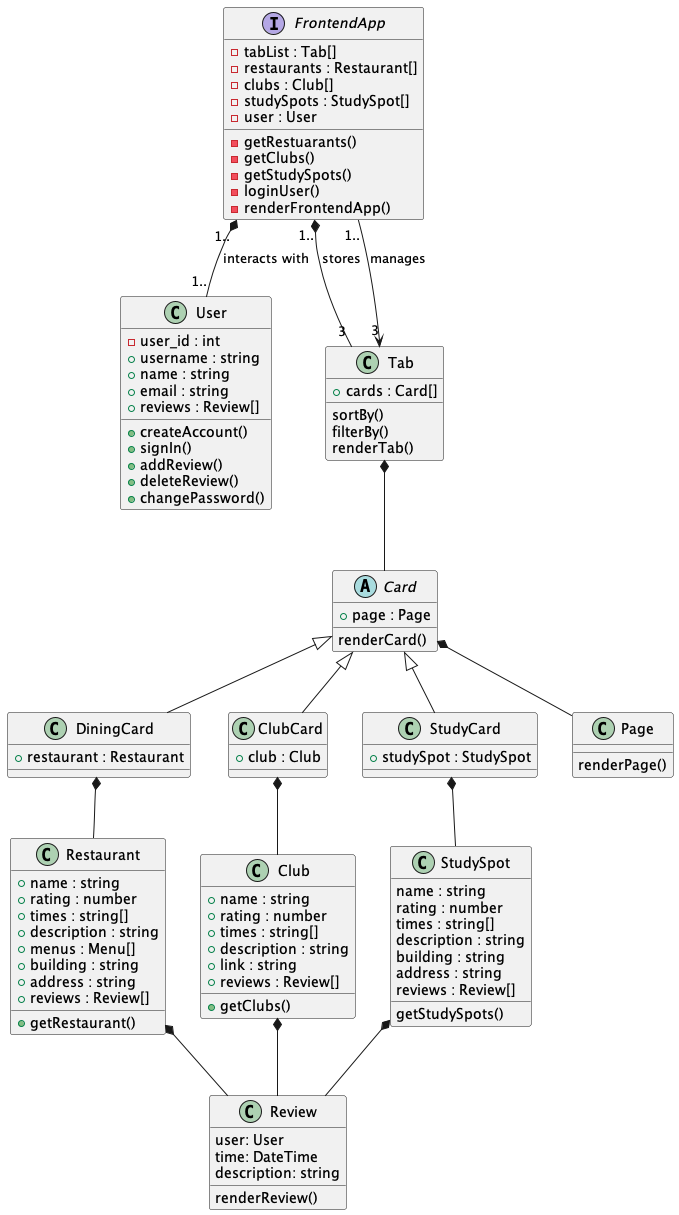 I FrontendApp
tabList : Tab[]
restaurants : Restaurant[]
clubs : Club[]
studySpots : StudySpot[]
user : User
getRestuarants()
getClubs()
getStudySpots()
loginUser()
renderFrontendApp()
1.. 1.. 1..
interacts with stores manages
1..
3 3
C User
user_id : int
username : string
name : string
email : string
reviews : Review[]
createAccount()
signIn()
addReview()
deleteReview()
changePassword()
C Tab
cards : Card[]
sortBy()
filterBy()
renderTab()
A Card
page : Page
renderCard()
C DiningCard
restaurant : Restaurant
C ClubCard
club : Club
C StudyCard
studySpot : StudySpot
C Page
renderPage()
C Restaurant
name : string
rating : number
times : string[]
description : string
menus : Menu[]
building : string
address : string
reviews : Review[]
getRestaurant()
C Club
name : string
rating : number
times : string[]
description : string
link : string
reviews : Review[]
getClubs()
C StudySpot
name : string
rating : number
times : string[]
description : string
building : string
address : string
reviews : Review[]
getStudySpots()
C Review
user: User
time: DateTime
description: string
renderReview()